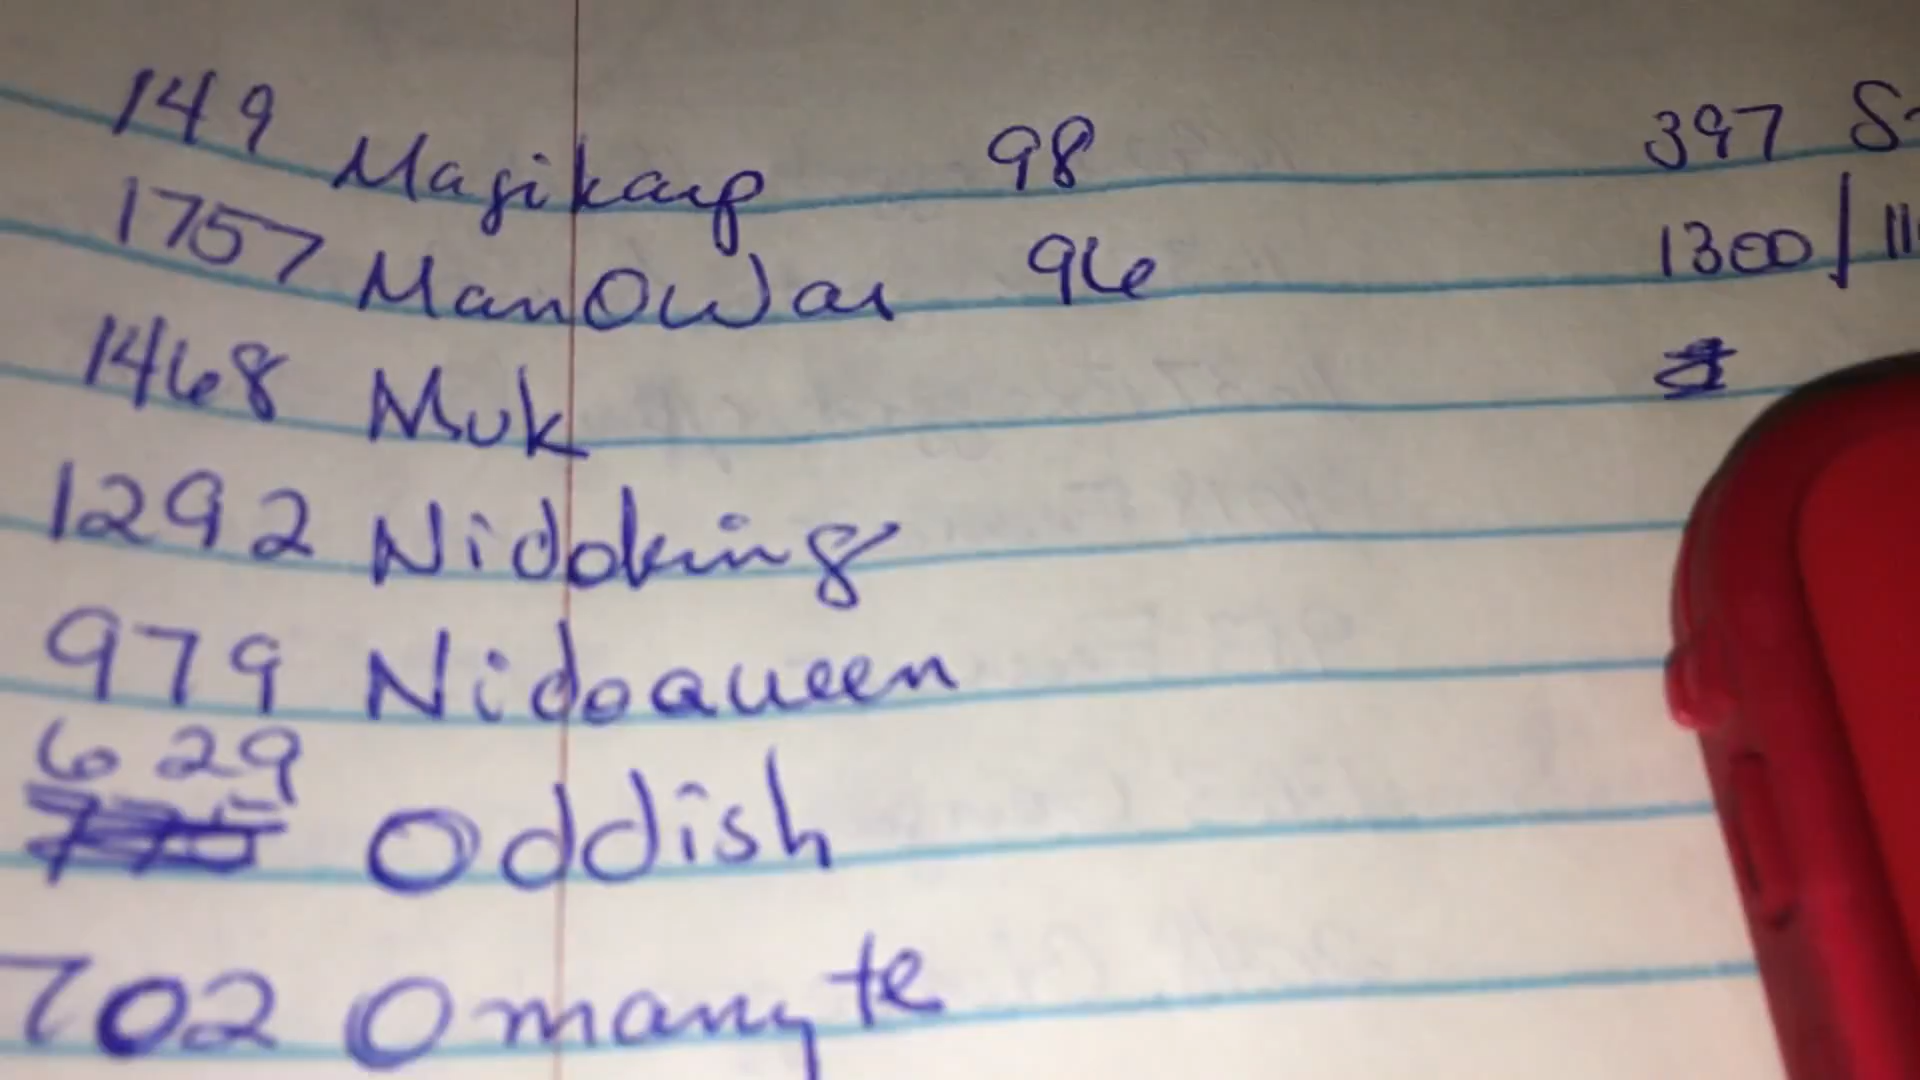 149 Magikarp 98 397
1757 ManOWar 96 1300/
1468 Muk
1292 Nidoking
979 Nidoqueen
629 Oddish
702 Omanyte